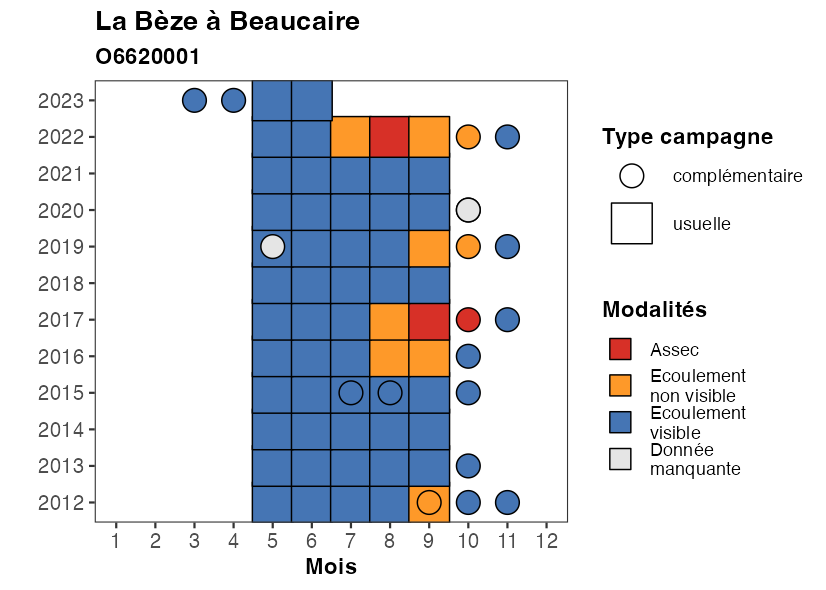 La Bèze à Beaucaire
O6620001
2023
2022
2021
2020
2019
2018
2017
2016
2015
2014
2013
2012
1 2 3 4 5 6 7 8 9 10 11 12
Mois
Type campagne
complémentaire
usuelle
Modalités
Assec
Ecoulement
non visible
Ecoulement
visible
Donnée
manquante